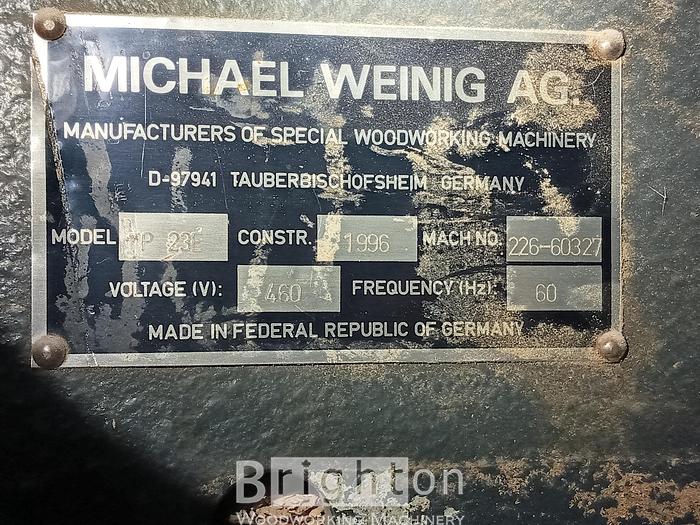 MICHAEL WEINIG AG.
MANUFACTURERS OF SPECIAL WOODWORKING MACHINERY
D-97941 TAUBERBISCHOFSHEIM GERMANY
MODEL P 23E CONSTR. 1996 MACH NO. 226-60327
VOLTAGE (V): 460 FREQUENCY (Hz): 60
MADE IN FEDERAL REPUBLIC OF GERMANY
Brighton
WOODWORKING MACHINERY